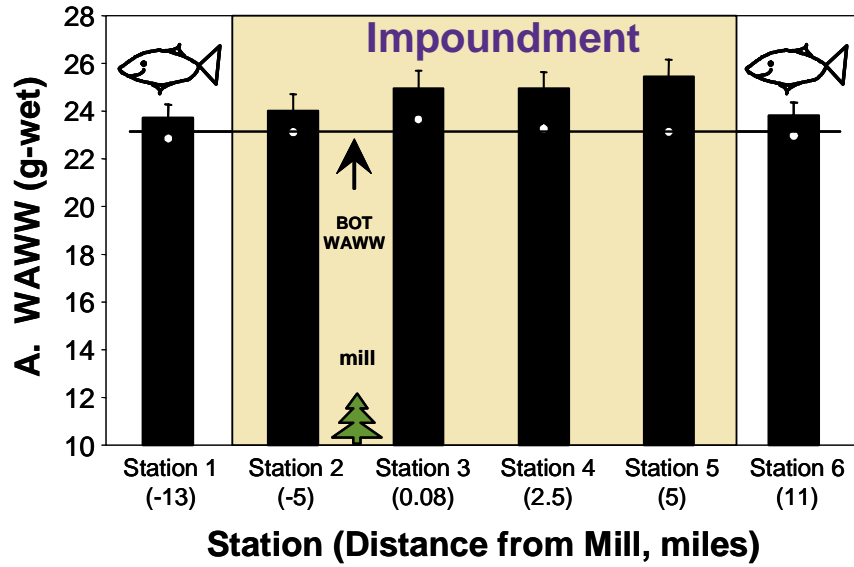 Impoundment
A. WAWW (g-wet)
28
26
24
22
20
18
16
14
12
10
BOT
WAWW
mill
Station 1 Station 2 Station 3 Station 4 Station 5 Station 6
(-13) (-5) (0.08) (2.5) (5) (11)
Station (Distance from Mill, miles)